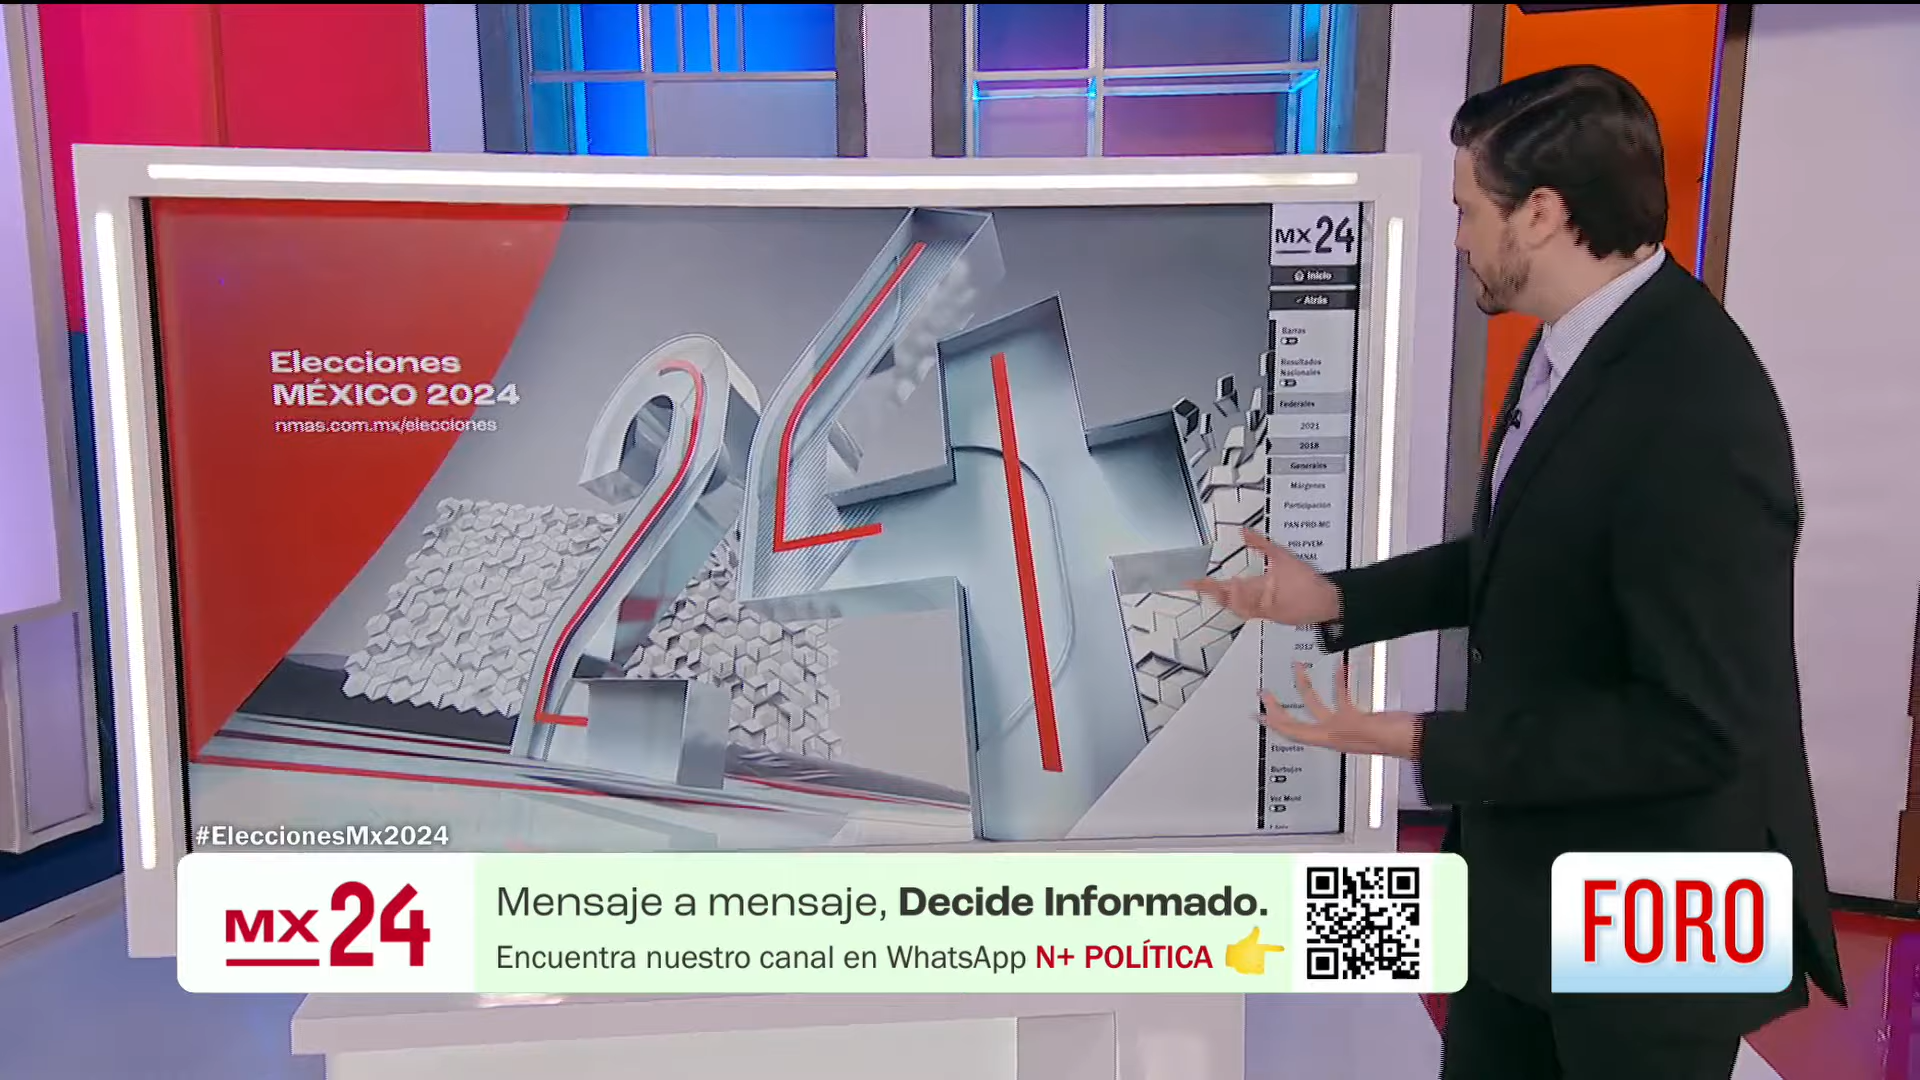 Elecciones
MÉXICO 2024
nmas.com.mx/elecciones
MX24
Inicio
Atrás
Barras
Resultados
Nacionales
Federales
2021
2018
Generales
Márgenes
Participación
PAN-PRD-MC
PRI-PVEM
2012
Etiquetas
Burbujas
#EleccionesMx2024
MX24
Mensaje a mensaje, Decide Informado.
Encuentra nuestro canal en WhatsApp N+ POLÍTICA
FORO